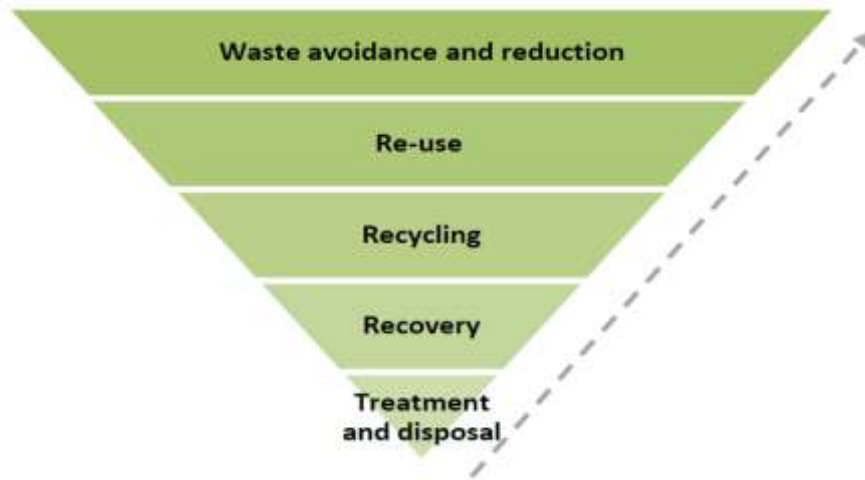 Waste avoidance and reduction
Re-use
Recycling
Recovery
Treatment
and disposal